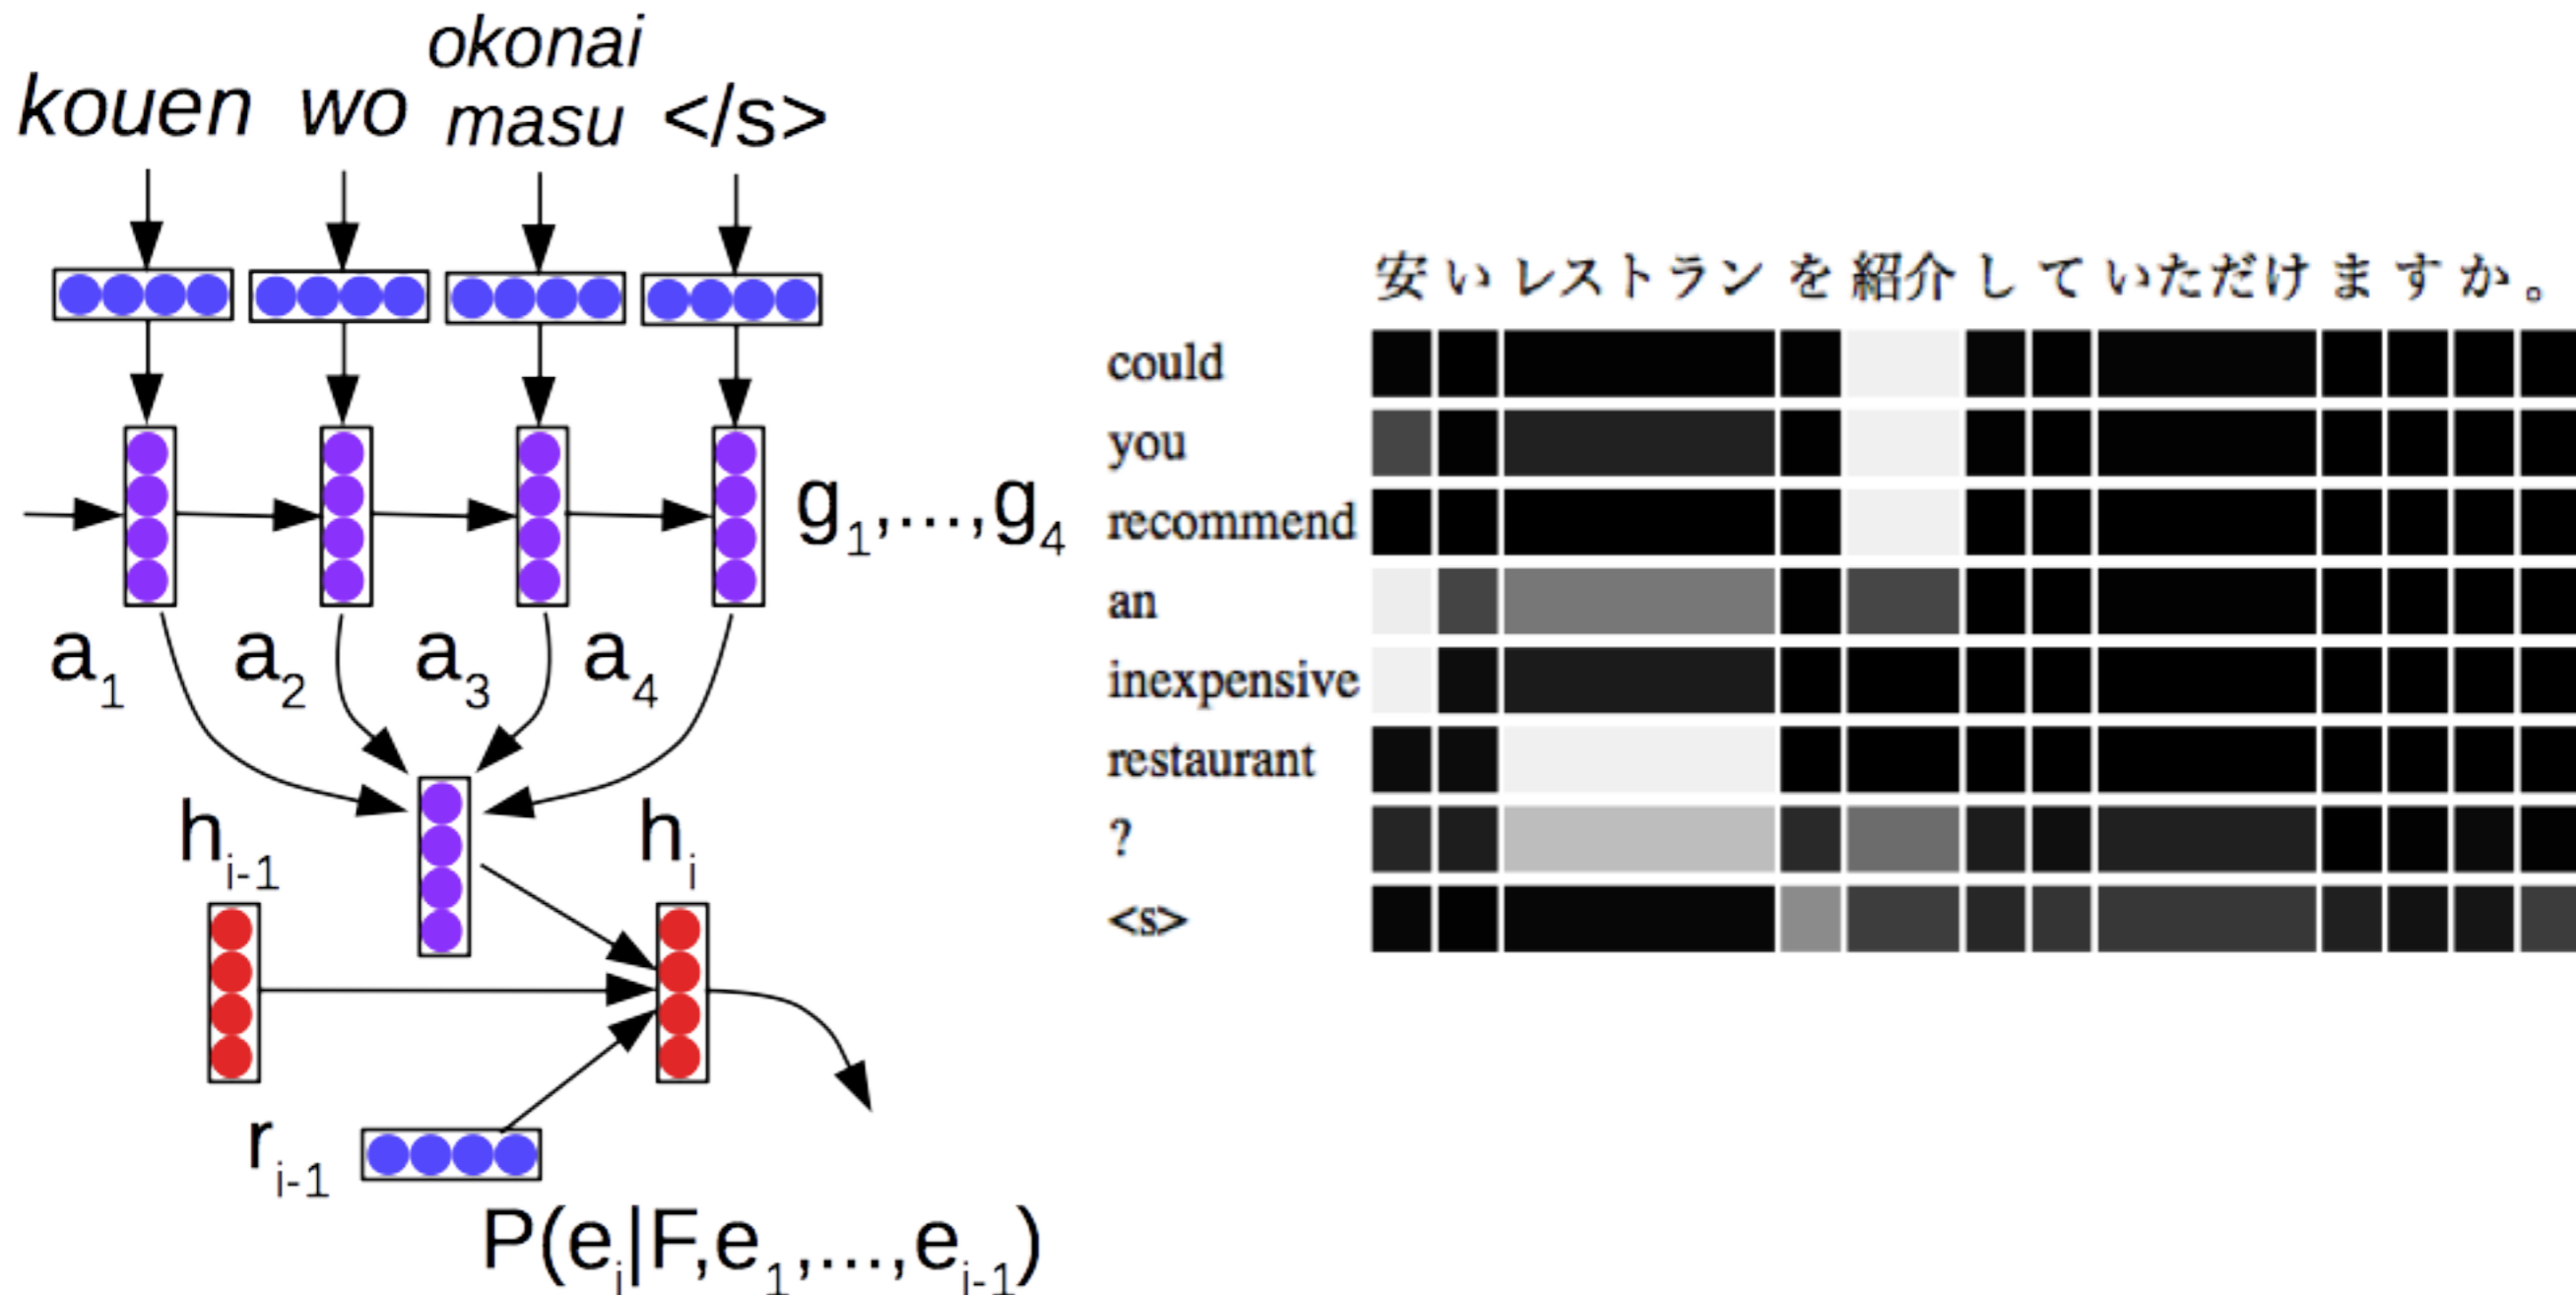 okonai
kouen wo masu </s>
g1,...,g4
a1 a2 a3 a4
hi-1 hi
ri-1
P(ei|F,e1,...,ei-1)
安 い レストラン を 紹介 し て いただけ ま す か 。
could
you
recommend
an
inexpensive
restaurant
?
<s>